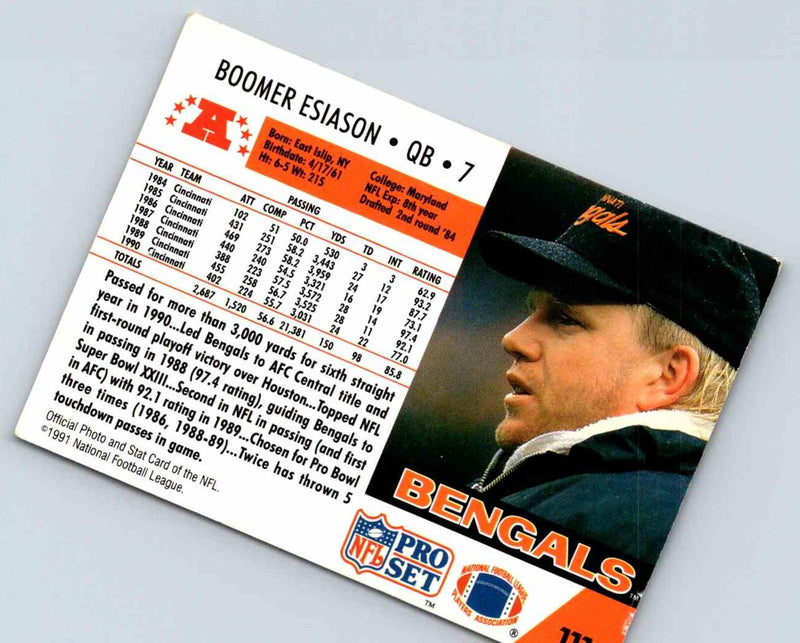 BOOMER ESIASON • QB • 7
A
Born: East Islip, NY
Birthdate: 4/17/61
Ht: 6-5 Wt: 215
College: Maryland
NFL Exp: 8th year
Drafted 2nd round '84
PASSING
YEAR TEAM ATT COMP PCT YDS TD INT RATING
1984 Cincinnati 102 51 50.0 530 3 3 62.9
1985 Cincinnati 431 251 58.2 3,443 27 12 93.2
1986 Cincinnati 469 273 58.2 3,959 24 17 87.7
1987 Cincinnati 440 240 54.5 3,321 16 19 73.1
1988 Cincinnati 388 223 57.5 3,572 28 14 97.4
1989 Cincinnati 455 258 56.7 3,525 28 11 92.1
1990 Cincinnati 402 224 55.7 3,031 24 22 77.0
TOTALS 2,687 1,520 56.6 21,381 150 98 85.8
Passed for more than 3,000 yards for sixth straight
year in 1990...Led Bengals to AFC Central title and
first-round playoff victory over Houston...Topped NFL
in passing in 1988 (97.4 rating), guiding Bengals to
Super Bowl XXIII...Second in NFL in passing (and first
in AFC) with 92.1 rating in 1989...Chosen for Pro Bowl
three times (1986, 1988-89)...Twice has thrown 5
touchdown passes in game.
Official Photo and Stat Card of the NFL.
©1991 National Football League.
Bengals
BENGALS™
NFL
PRO
SET
™
NATIONAL FOOTBALL LEAGUE
PLAYERS ASSOCIATION
®